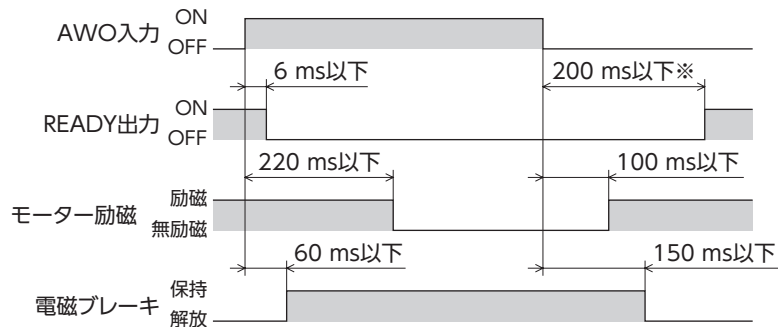 AWO入力
ON
OFF
6 ms以下
200 ms以下※
READY出力
ON
OFF
220 ms以下
100 ms以下
モーター励磁
励磁
無励磁
60 ms以下
150 ms以下
電磁ブレーキ
保持
解放